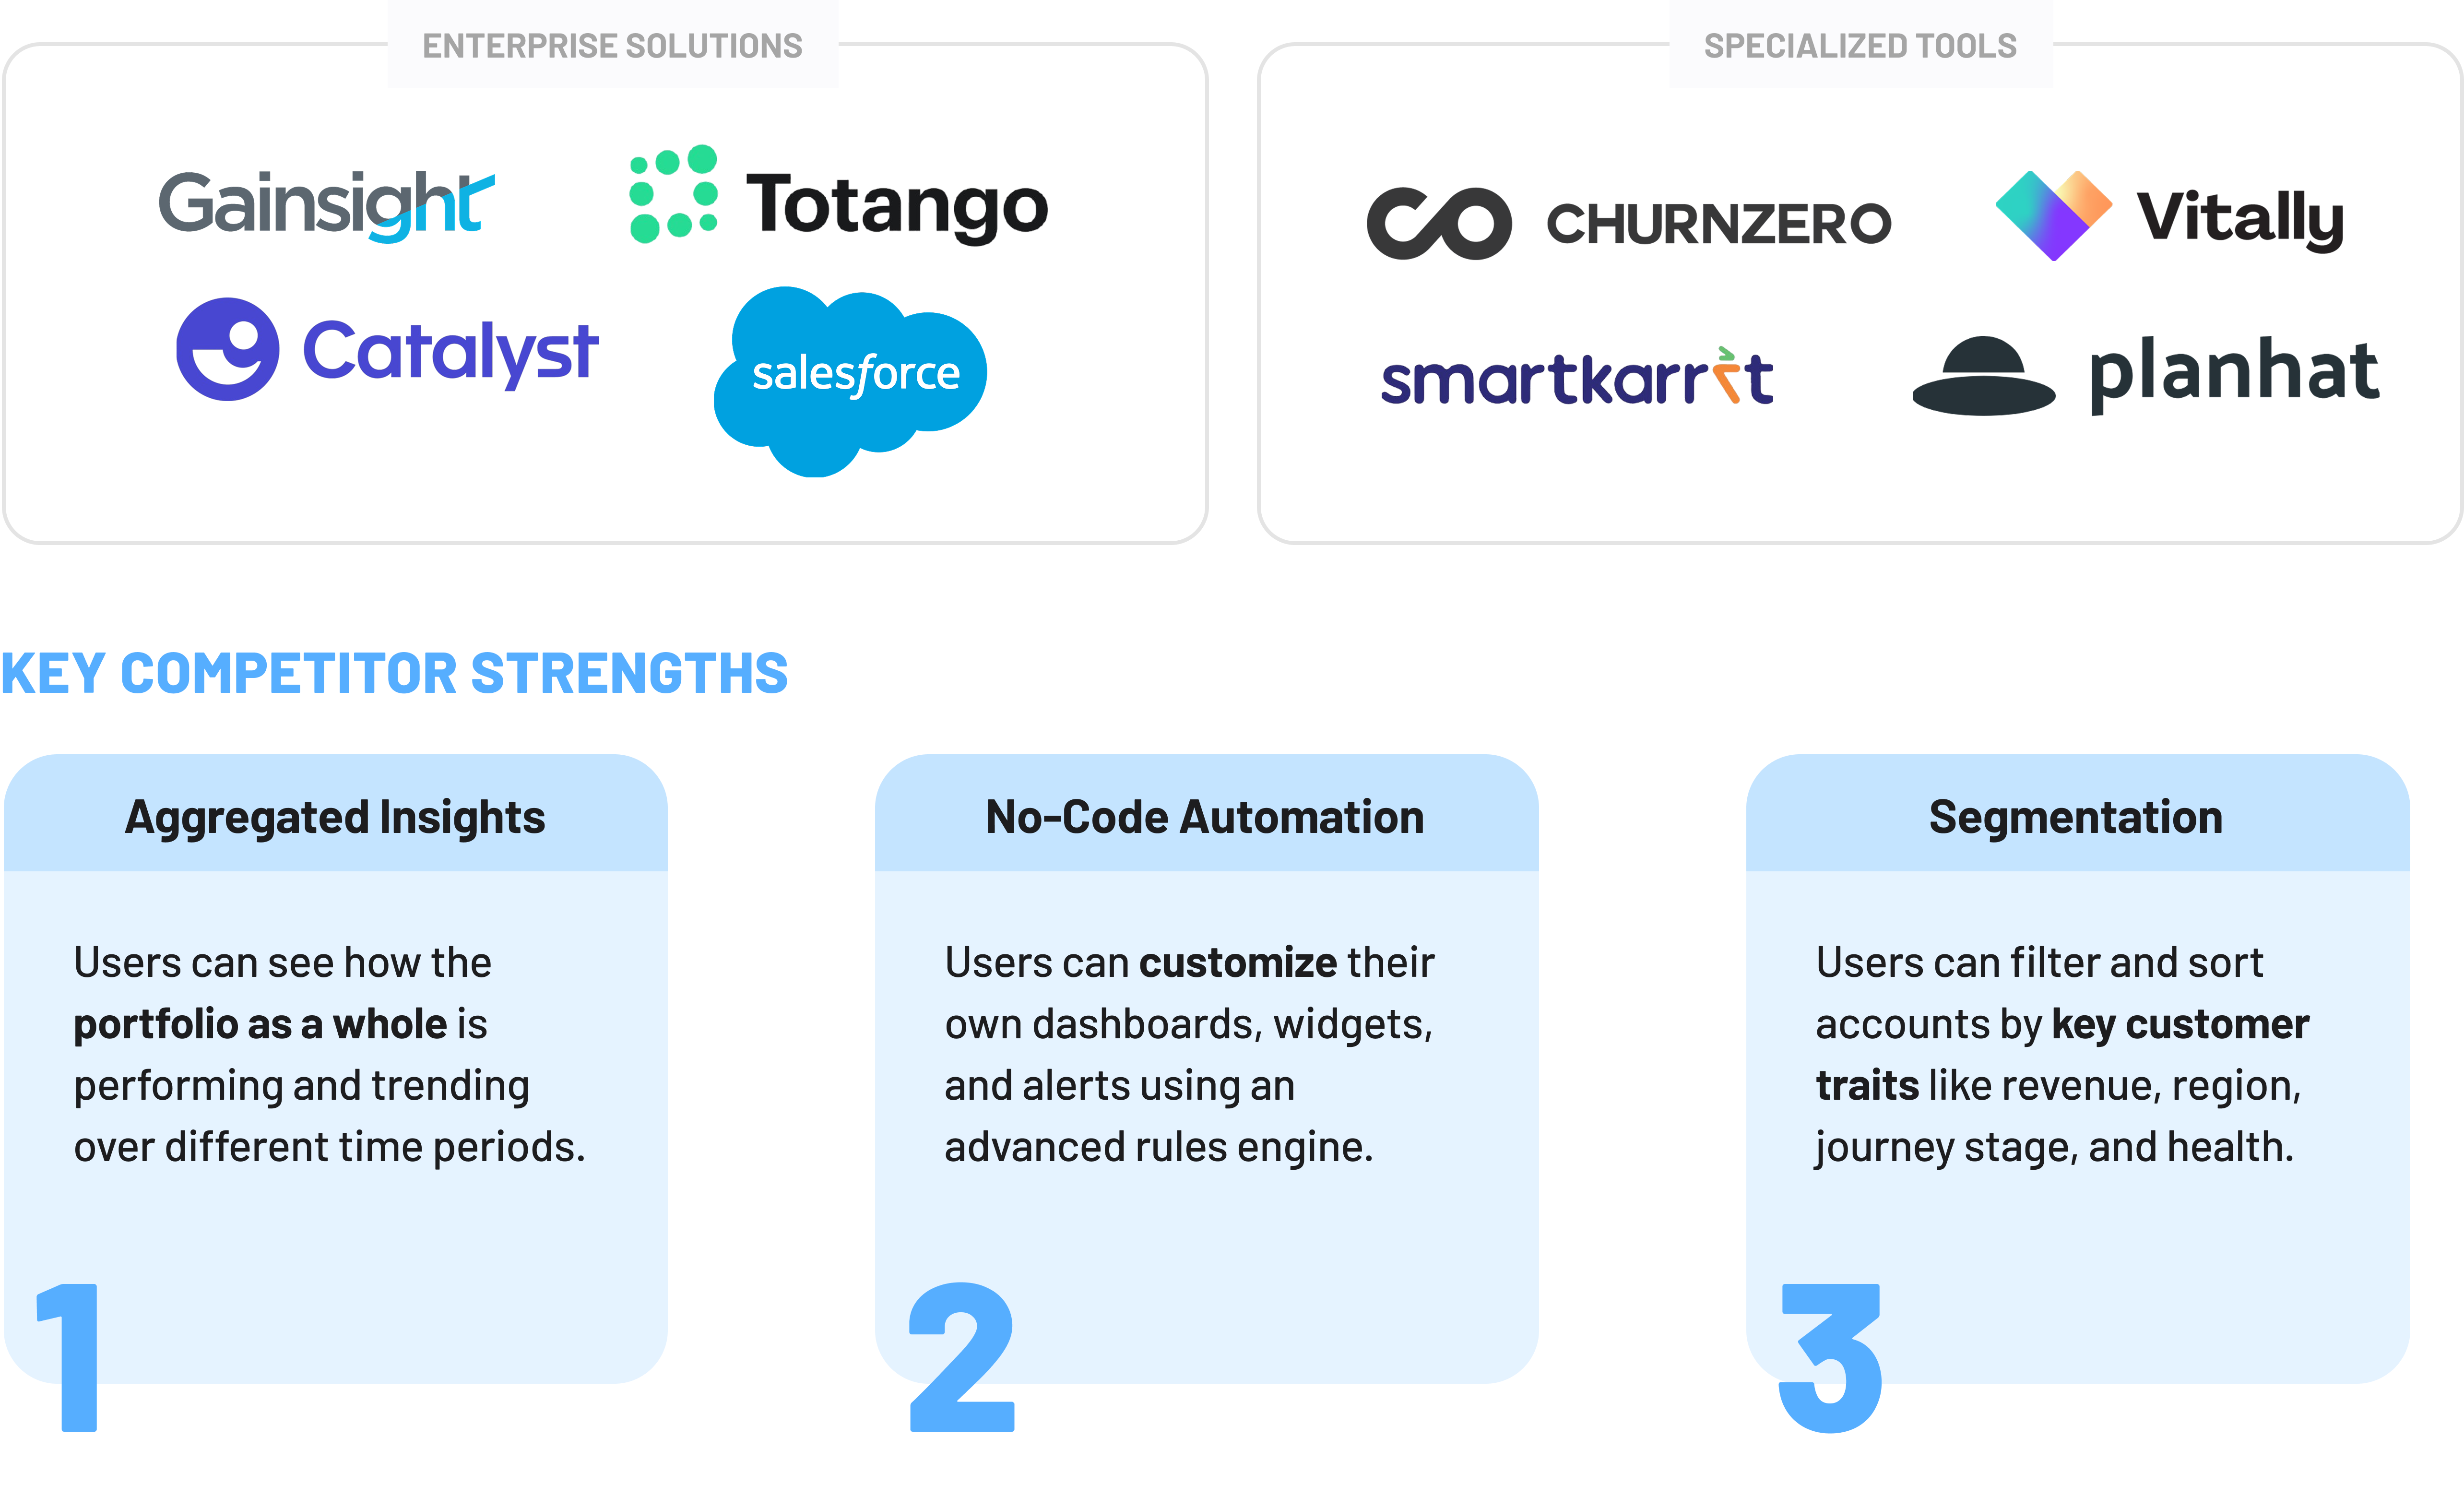 ENTERPRISE SOLUTIONS
Gainsight
Totango
Catalyst
salesforce
SPECIALIZED TOOLS
CHURNZERO
Vitally
smartkarrot
planhat
KEY COMPETITOR STRENGTHS
Aggregated Insights
Users can see how the
portfolio as a whole is
performing and trending
over different time periods.
1
No-Code Automation
Users can customize their
own dashboards, widgets,
and alerts using an
advanced rules engine.
2
Segmentation
Users can filter and sort
accounts by key customer
traits like revenue, region,
journey stage, and health.
3